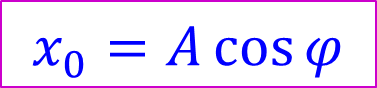 x₀ = A cos φ